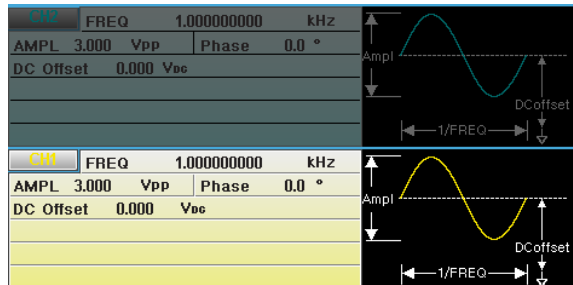 CH2 FREQ 1.000000000 kHz
AMPL 3.000 Vpp Phase 0.0 °
DC Offset 0.000 VDC
Ampl
DCoffset
1/FREQ
CH1 FREQ 1.000000000 kHz
AMPL 3.000 Vpp Phase 0.0 °
DC Offset 0.000 VDC
Ampl
DCoffset
1/FREQ